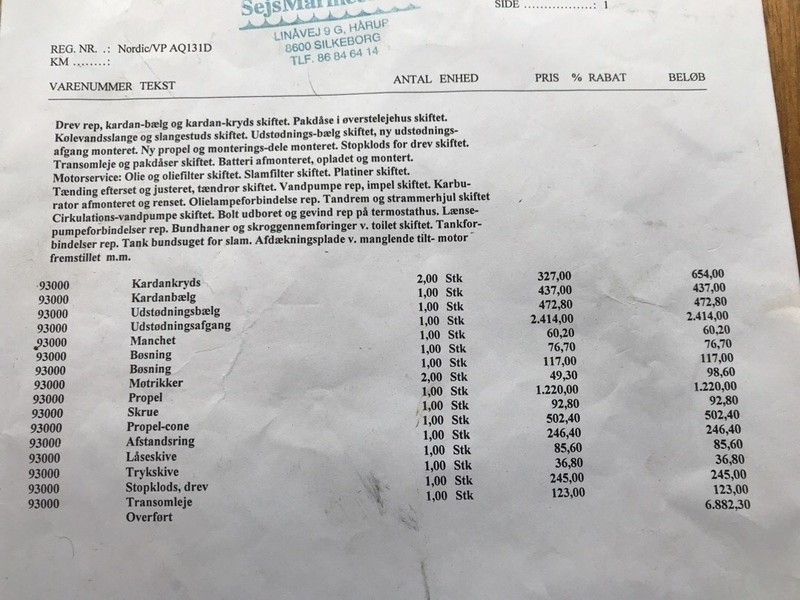 SejsMarine
LINÅVEJ 9 G, HÅRUP
8600 SILKEBORG
TLF. 86 84 64 14
SIDE ................: 1
REG. NR. .: Nordic/VP AQ131D
KM ........:
VARENUMMER TEKST ANTAL ENHED PRIS % RABAT BELØB
Drev rep, kardan-bælg og kardan-kryds skiftet. Pakdåse i øverstelejehus skiftet.
Kølevandsslange og slangestuds skiftet. Udstødnings-bælg skiftet, ny udstødnings-
afgang monteret. Ny propel og monterings-dele monteret. Stopklods for drev skiftet.
Transomleje og pakdåser skiftet. Batteri afmonteret, opladet og montert.
Motorservice: Olie og oliefilter skiftet. Slamfilter skiftet. Platiner skiftet.
Tænding efterset og justeret, tændrør skiftet. Vandpumpe rep, impel skiftet. Karbu-
rator afmonteret og renset. Olielampeforbindelse rep. Tandrem og strammerhjul skiftet
Cirkulations-vandpumpe skiftet. Bolt udboret og gevind rep på termostathus. Lænse-
pumpeforbindelser rep. Bundhaner og skroggennemføringer v. toilet skiftet. Tankfor-
bindelser rep. Tank bundsuget for slam. Afdækningsplade v. manglende tilt- motor
fremstillet m.m.
93000 Kardankryds 2,00 Stk 327,00 654,00
93000 Kardanbælg 1,00 Stk 437,00 437,00
93000 Udstødningsbælg 1,00 Stk 472,80 472,80
93000 Udstødningsafgang 1,00 Stk 2.414,00 2.414,00
93000 Manchet 1,00 Stk 60,20 60,20
93000 Bøsning 1,00 Stk 76,70 76,70
93000 Bøsning 1,00 Stk 117,00 117,00
93000 Møtrikker 2,00 Stk 49,30 98,60
93000 Propel 1,00 Stk 1.220,00 1.220,00
93000 Skrue 1,00 Stk 92,80 92,80
93000 Propel-cone 1,00 Stk 502,40 502,40
93000 Afstandsring 1,00 Stk 246,40 246,40
93000 Låseskive 1,00 Stk 85,60 85,60
93000 Trykskive 1,00 Stk 36,80 36,80
93000 Stopklods, drev 1,00 Stk 245,00 245,00
93000 Transomleje 1,00 Stk 123,00 123,00
Overført 6.882,30